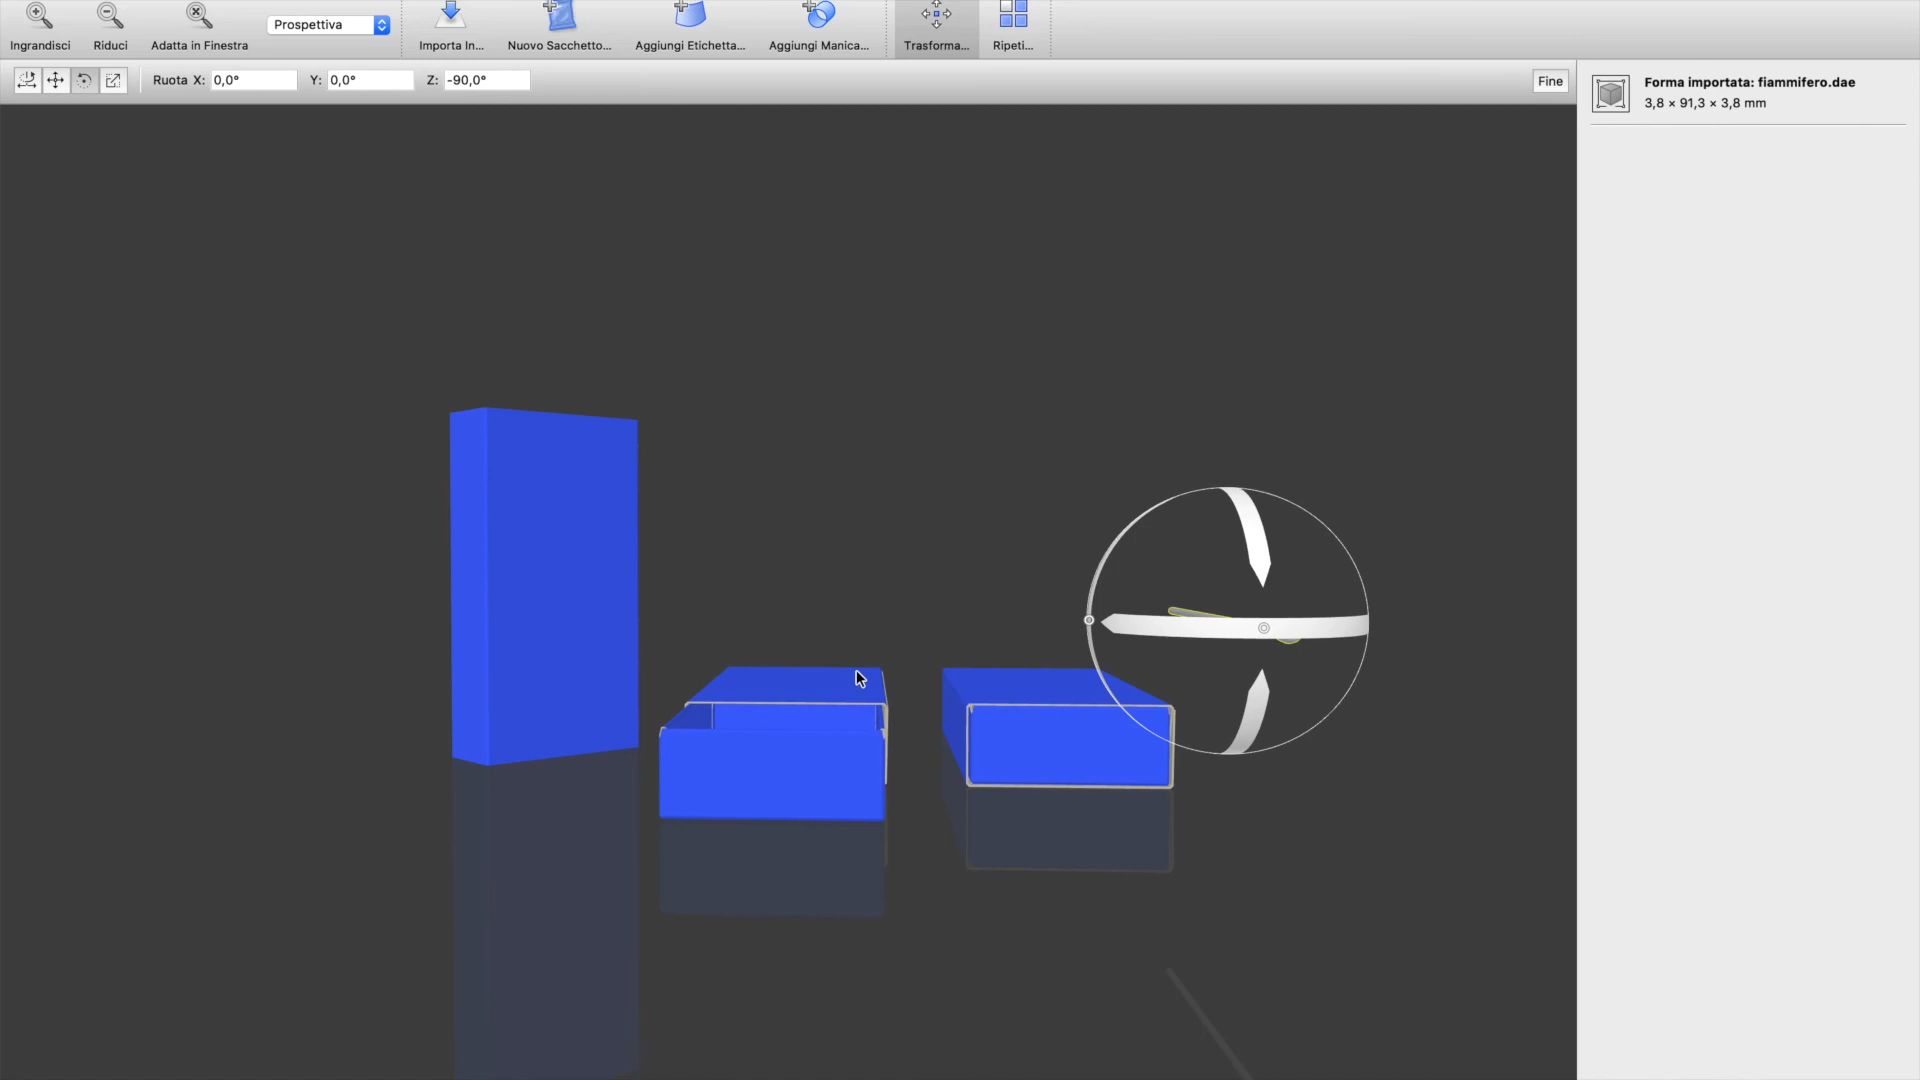 Prospettiva
Ingrandisci Riduci Adatta in Finestra Importa In... Nuovo Sacchetto... Aggiungi Etichetta... Aggiungi Manica... Trasforma... Ripeti...
Ruota X: 0,0° Y: 0,0° Z: -90,0° Fine
Forma importata: fiammifero.dae
3,8 × 91,3 × 3,8 mm